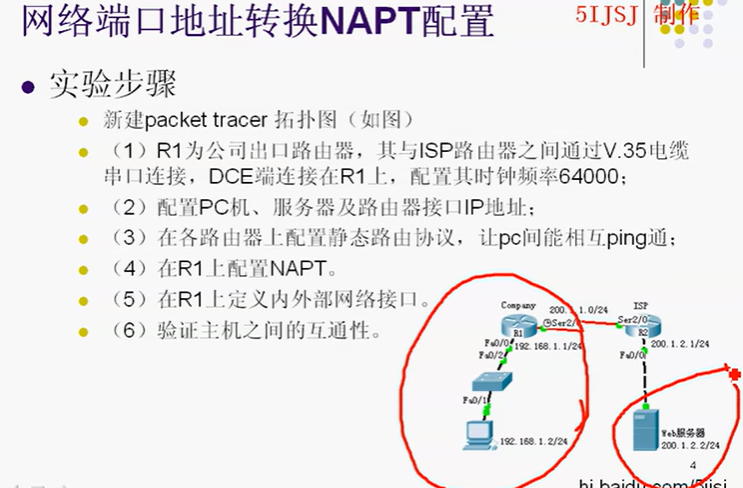 网络端口地址转换NAPT配置
5IJSJ 制作
实验步骤
新建packet tracer 拓扑图（如图）
（1）R1为公司出口路由器，其与ISP路由器之间通过V.35电缆
串口连接，DCE端连接在R1上，配置其时钟频率64000；
（2）配置PC机、服务器及路由器接口IP地址；
（3）在各路由器上配置静态路由协议，让pc间能相互ping通；
（4）在R1上配置NAPT。
（5）在R1上定义内外部网络接口。
（6）验证主机之间的互通性。
Company
200.1.1.0/24
ISP
R1
Ser2/0
R2
Fa0/0
192.168.1.1/24
200.1.2.1/24
Fa0/2
Fa0/0
Fa0/1
192.168.1.2/24
Web服务器
200.1.2.2/24
4